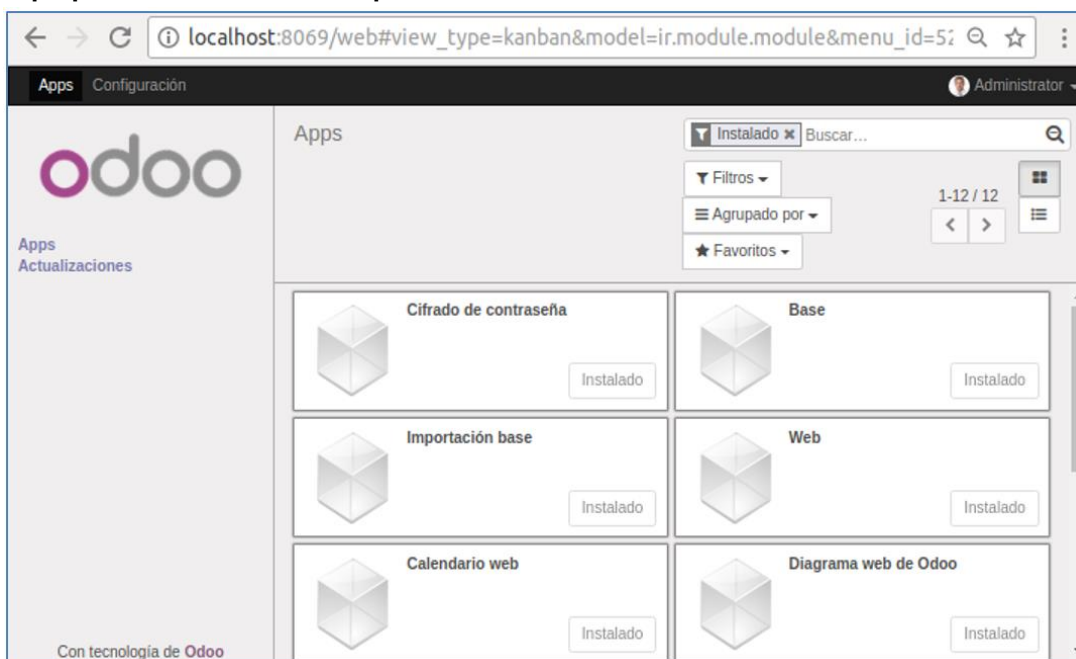 localhost:8069/web#view_type=kanban&model=ir.module.module&menu_id=52
Apps Configuración Administrator
odoo
Apps
Actualizaciones
Apps
Instalado Buscar...
Filtros
Agrupado por
Favoritos
1-12 / 12
Cifrado de contraseña
Instalado
Base
Instalado
Importación base
Instalado
Web
Instalado
Calendario web
Instalado
Diagrama web de Odoo
Instalado
Con tecnología de Odoo